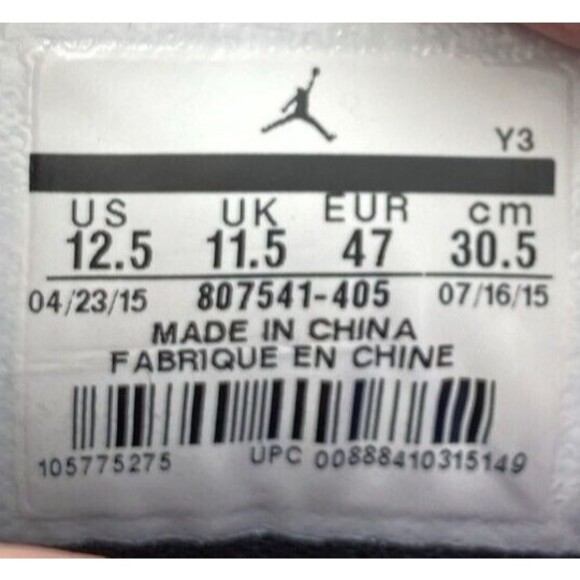 Y3
US UK EUR cm
12.5 11.5 47 30.5
04/23/15 807541-405 07/16/15
MADE IN CHINA
FABRIQUE EN CHINE
105775275 UPC 00888410315149